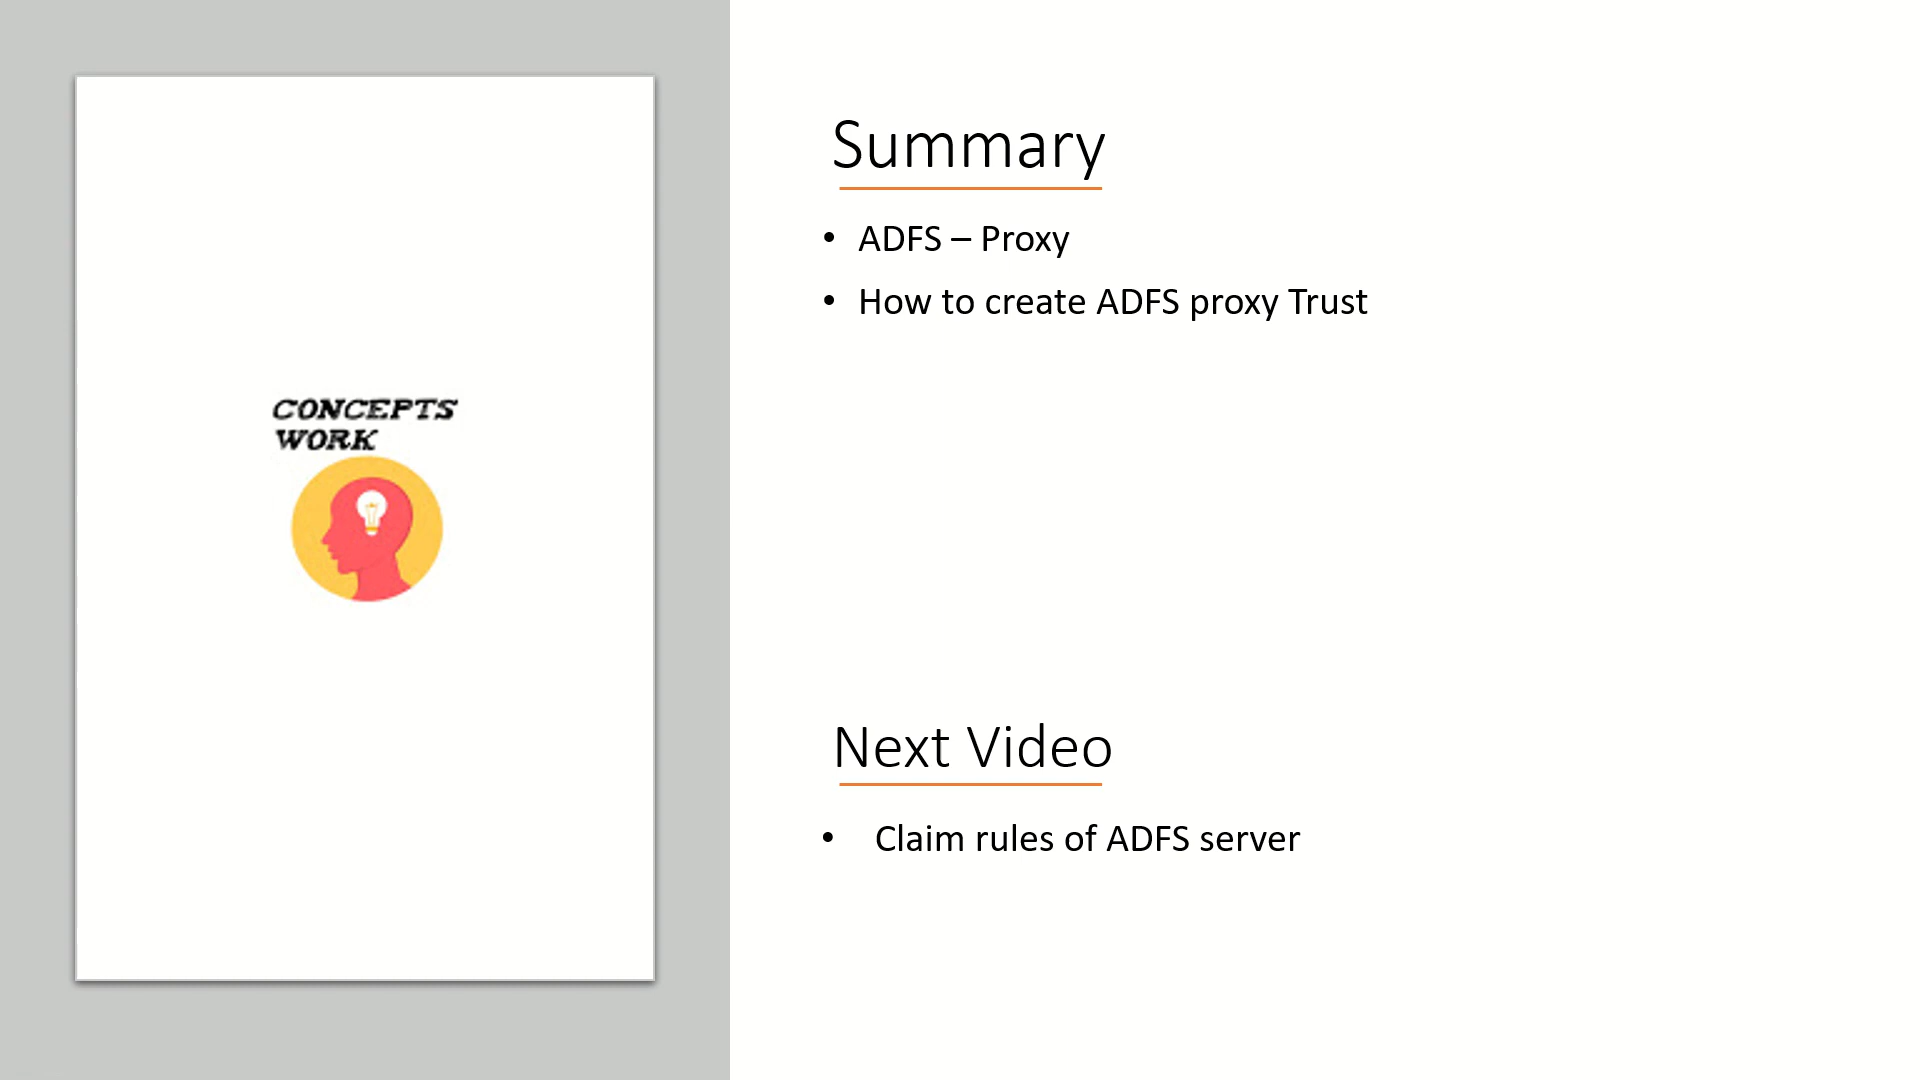 CONCEPTS
WORK
Summary
• ADFS – Proxy
• How to create ADFS proxy Trust
Next Video
• Claim rules of ADFS server